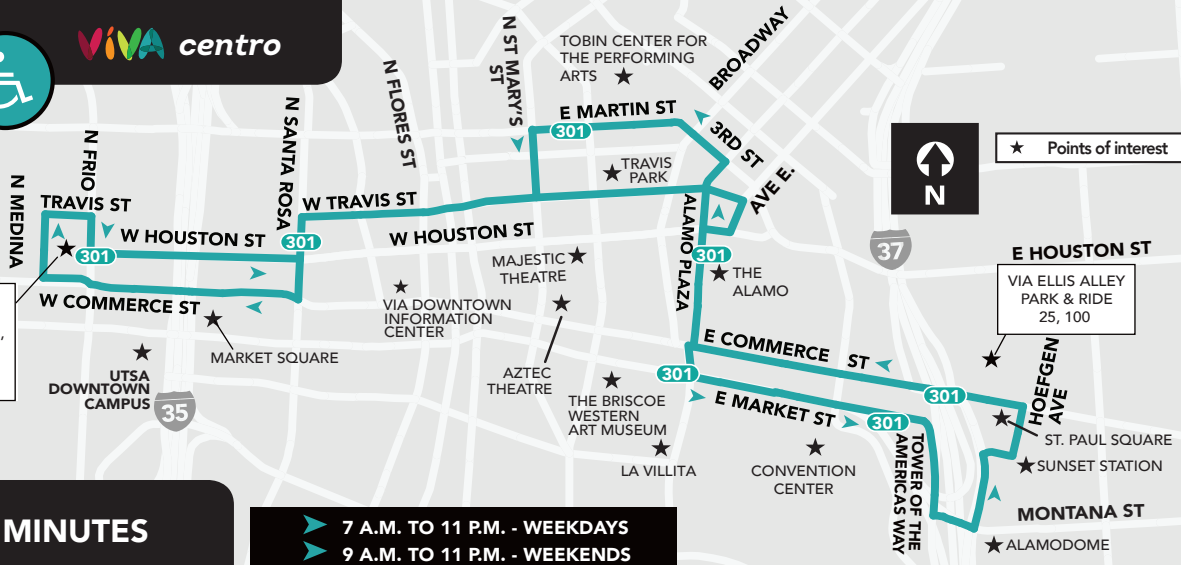 VIVA centro
N ST MARY'S
ST
TOBIN CENTER FOR
THE PERFORMING
ARTS
BROADWAY
N FLORES ST
E MARTIN ST
301
3RD ST
N SANTA ROSA
N FRIO
Points of interest
N
TRAVIS
PARK
AVE E.
N MEDINA
TRAVIS ST
W TRAVIS ST
W HOUSTON ST
301
W HOUSTON ST
301
ALAMO PLAZA
301
37
E HOUSTON ST
MAJESTIC
THEATRE
THE
ALAMO
VIA ELLIS ALLEY
PARK & RIDE
25, 100
W COMMERCE ST
VIA DOWNTOWN
INFORMATION
CENTER
MARKET SQUARE
E COMMERCE ST
HOEFGEN
AVE
UTSA
DOWNTOWN
CAMPUS
35
AZTEC
THEATRE
301
301
THE BRISCOE
WESTERN
ART MUSEUM
E MARKET ST
301
ST. PAUL SQUARE
LA VILLITA
CONVENTION
CENTER
TOWER OF THE
AMERICAS WAY
SUNSET STATION
MONTANA ST
ALAMODOME
MINUTES
7 A.M. TO 11 P.M. - WEEKDAYS
9 A.M. TO 11 P.M. - WEEKENDS